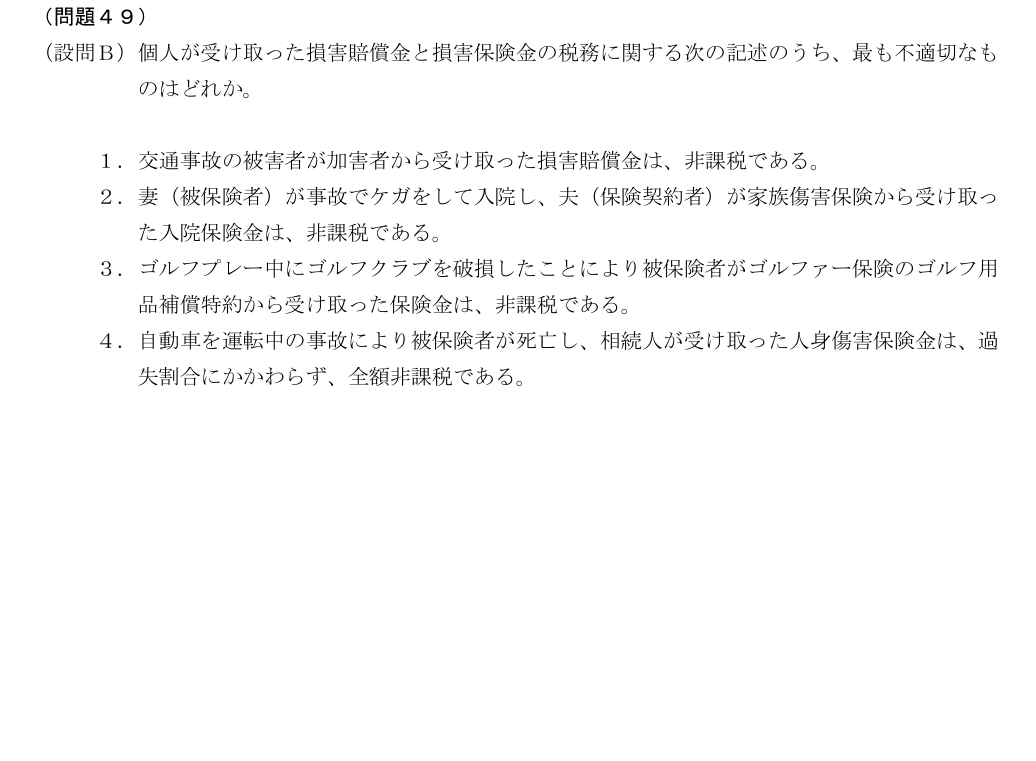 （問題４９）
（設問Ｂ）個人が受け取った損害賠償金と損害保険金の税務に関する次の記述のうち、最も不適切なも
のはどれか。
１．交通事故の被害者が加害者から受け取った損害賠償金は、非課税である。
２．妻（被保険者）が事故でケガをして入院し、夫（保険契約者）が家族傷害保険から受け取っ
た入院保険金は、非課税である。
３．ゴルフプレー中にゴルフクラブを破損したことにより被保険者がゴルファー保険のゴルフ用
品補償特約から受け取った保険金は、非課税である。
４．自動車を運転中の事故により被保険者が死亡し、相続人が受け取った人身傷害保険金は、過
失割合にかかわらず、全額非課税である。